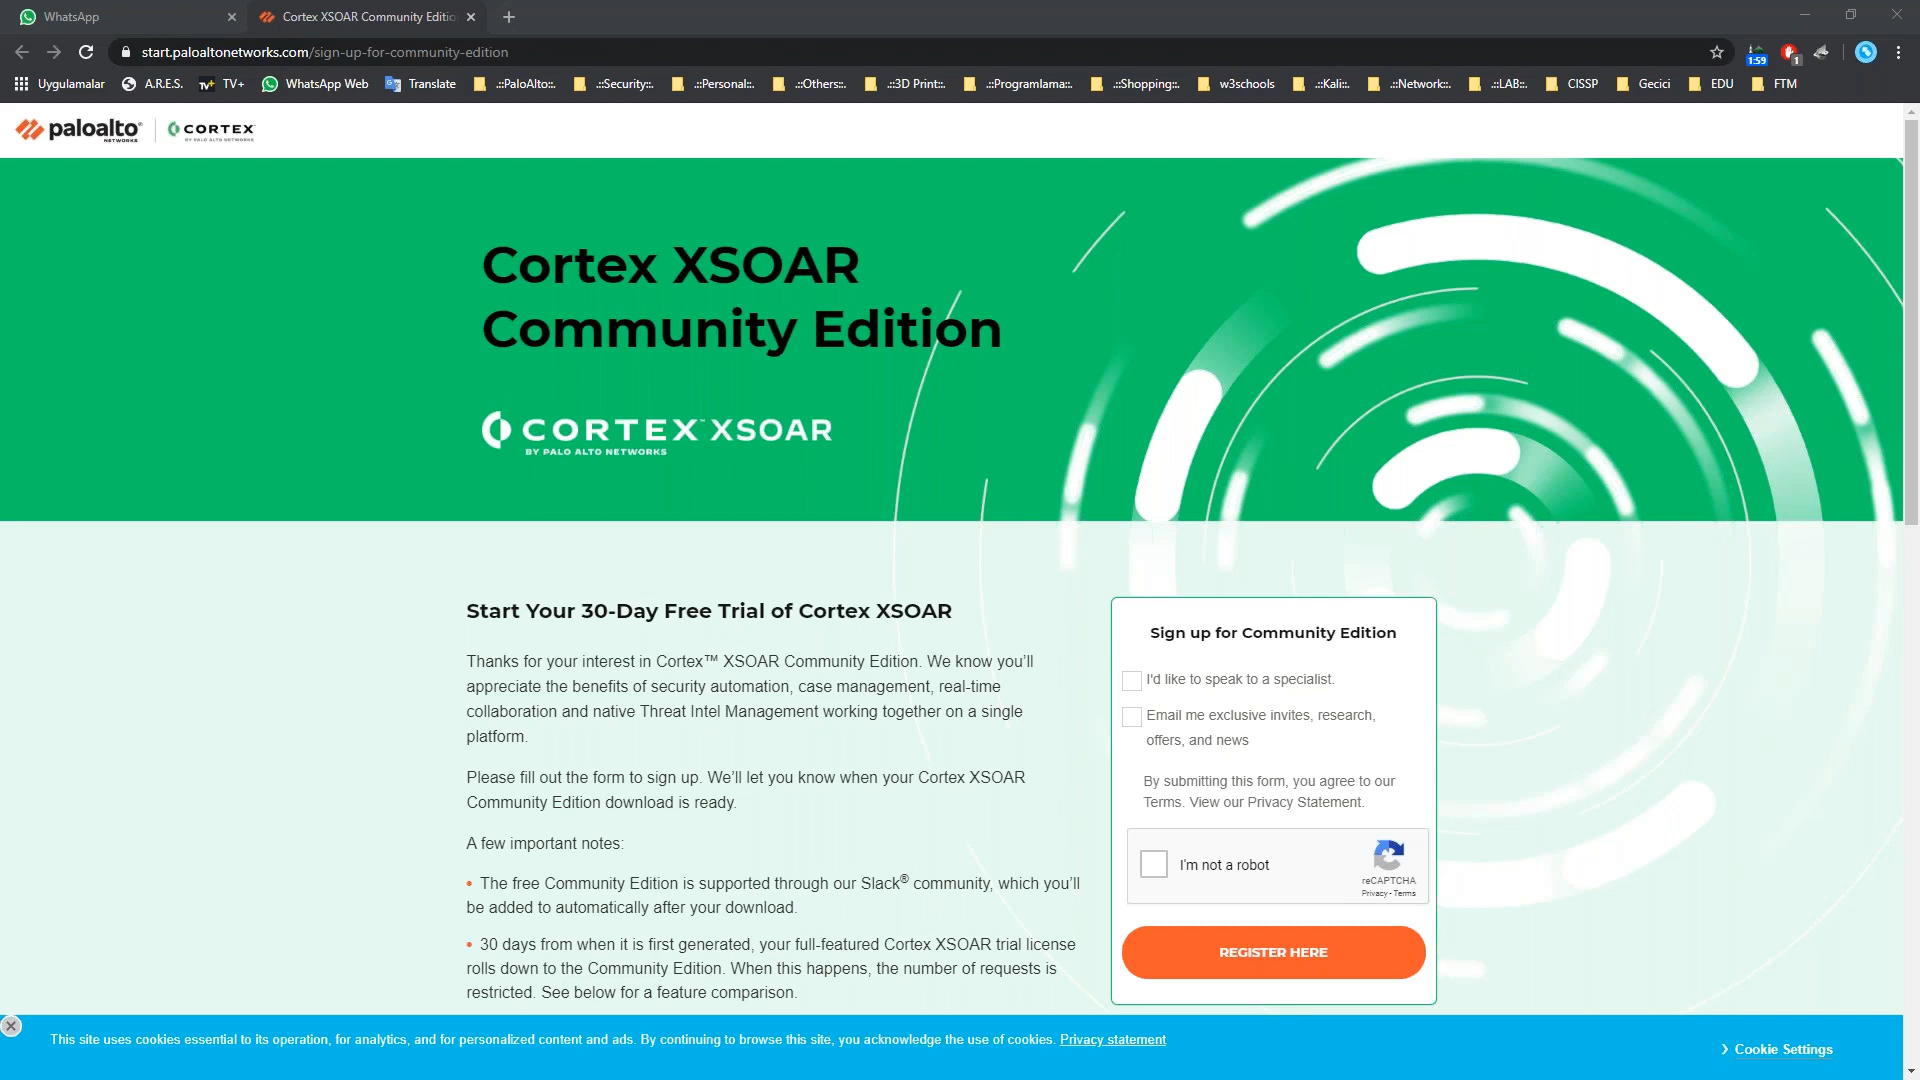 WhatsApp
Cortex XSOAR Community Editio
start.paloaltonetworks.com/sign-up-for-community-edition
1:59
1
Uygulamalar A.R.E.S. TV+ WhatsApp Web Translate .::PaloAlto::. .::Security::. .::Personal::. .::Others::. .::3D Print::. .::Programlama::. .::Shopping::. w3schools .::Kali::. .::Network::. .::LAB::. CISSP Gecici EDU FTM
paloalto®
NETWORKS
CORTEX™
BY PALO ALTO NETWORKS
Cortex XSOAR
Community Edition
CORTEX™ XSOAR
BY PALO ALTO NETWORKS
Start Your 30-Day Free Trial of Cortex XSOAR
Thanks for your interest in Cortex™ XSOAR Community Edition. We know you’ll
appreciate the benefits of security automation, case management, real-time
collaboration and native Threat Intel Management working together on a single
platform.
Please fill out the form to sign up. We’ll let you know when your Cortex XSOAR
Community Edition download is ready.
A few important notes:
• The free Community Edition is supported through our Slack® community, which you’ll
be added to automatically after your download.
• 30 days from when it is first generated, your full-featured Cortex XSOAR trial license
rolls down to the Community Edition. When this happens, the number of requests is
restricted. See below for a feature comparison.
Sign up for Community Edition
I'd like to speak to a specialist.
Email me exclusive invites, research,
offers, and news
By submitting this form, you agree to our
Terms. View our Privacy Statement.
I'm not a robot
reCAPTCHA
Privacy - Terms
REGISTER HERE
This site uses cookies essential to its operation, for analytics, and for personalized content and ads. By continuing to browse this site, you acknowledge the use of cookies. Privacy statement
Cookie Settings